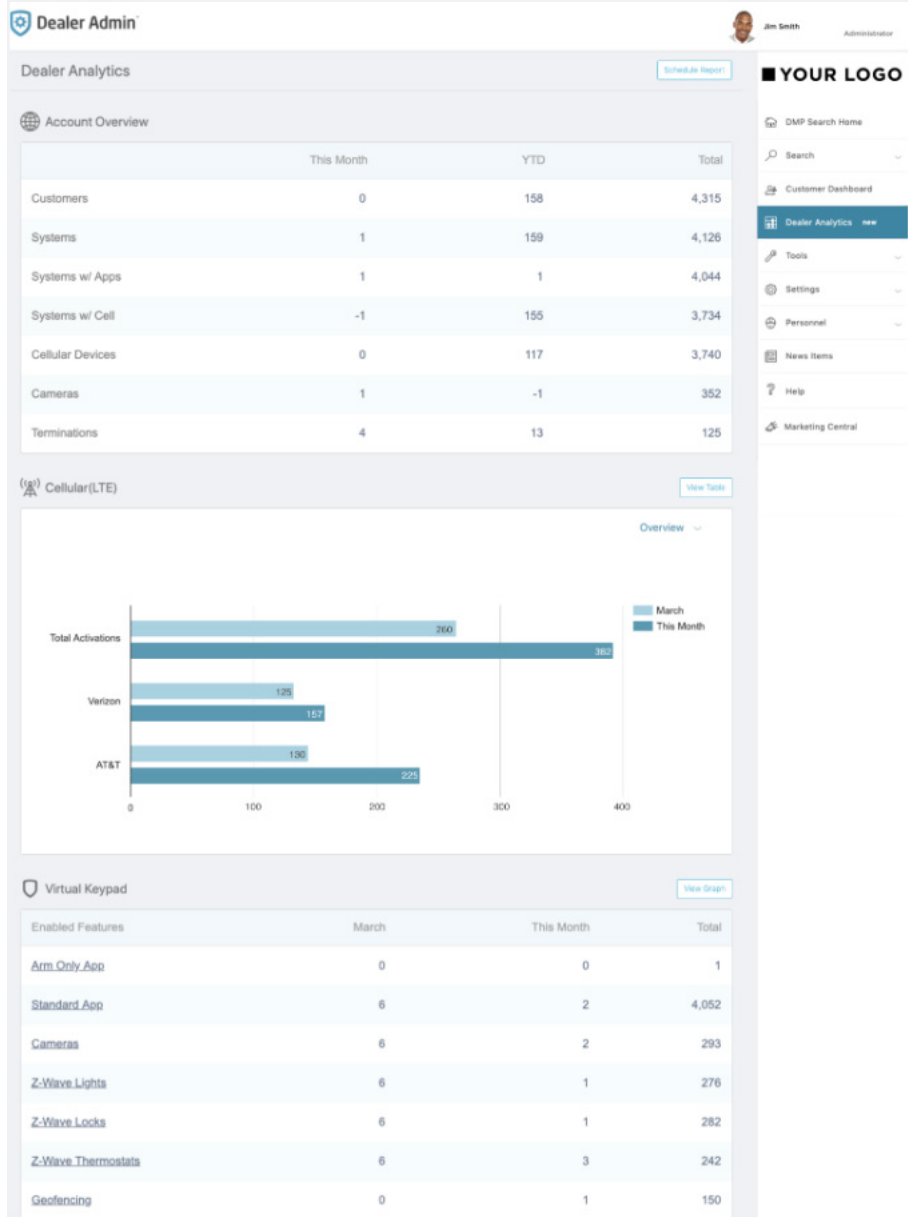 Dealer Admin
Jim Smith
Administrator
Dealer Analytics
Schedule Report
YOUR LOGO
DMP Search Home
Search
Customer Dashboard
Dealer Analytics new
Tools
Settings
Personnel
News Items
Help
Marketing Central
Account Overview
This Month YTD Total
Customers 0 158 4,315
Systems 1 159 4,126
Systems w/ Apps 1 1 4,044
Systems w/ Cell -1 155 3,734
Cellular Devices 0 117 3,740
Cameras 1 -1 352
Terminations 4 13 125
Cellular(LTE)
View Table
Overview
March
This Month
Total Activations 260
382
Verizon 125
157
AT&T 130
225
0 100 200 300 400
Virtual Keypad
View Graph
Enabled Features March This Month Total
Arm Only App 0 0 1
Standard App 6 2 4,052
Cameras 6 2 293
Z-Wave Lights 6 1 276
Z-Wave Locks 6 1 282
Z-Wave Thermostats 6 3 242
Geofencing 0 1 150